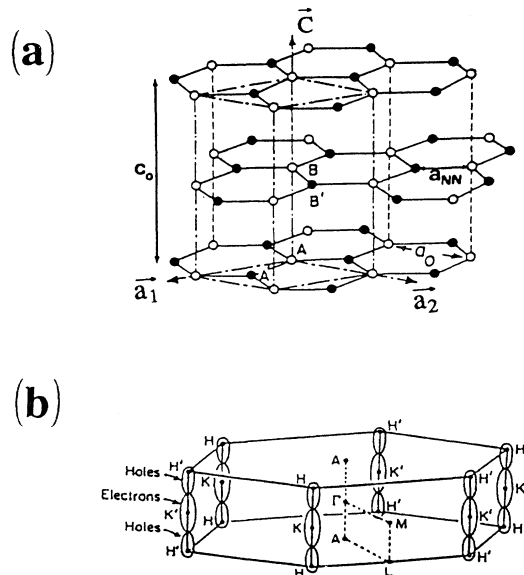 (a)
C
c₀
B
B'
a_NN
A
A'
a₀
a₁
a₂
(b)
H'
H
A
H
Holes
H'
H
K
K'
K
Electrons
Γ
K'
K
M
K'
H
H'
H
Holes
A
H'
H
L
H'